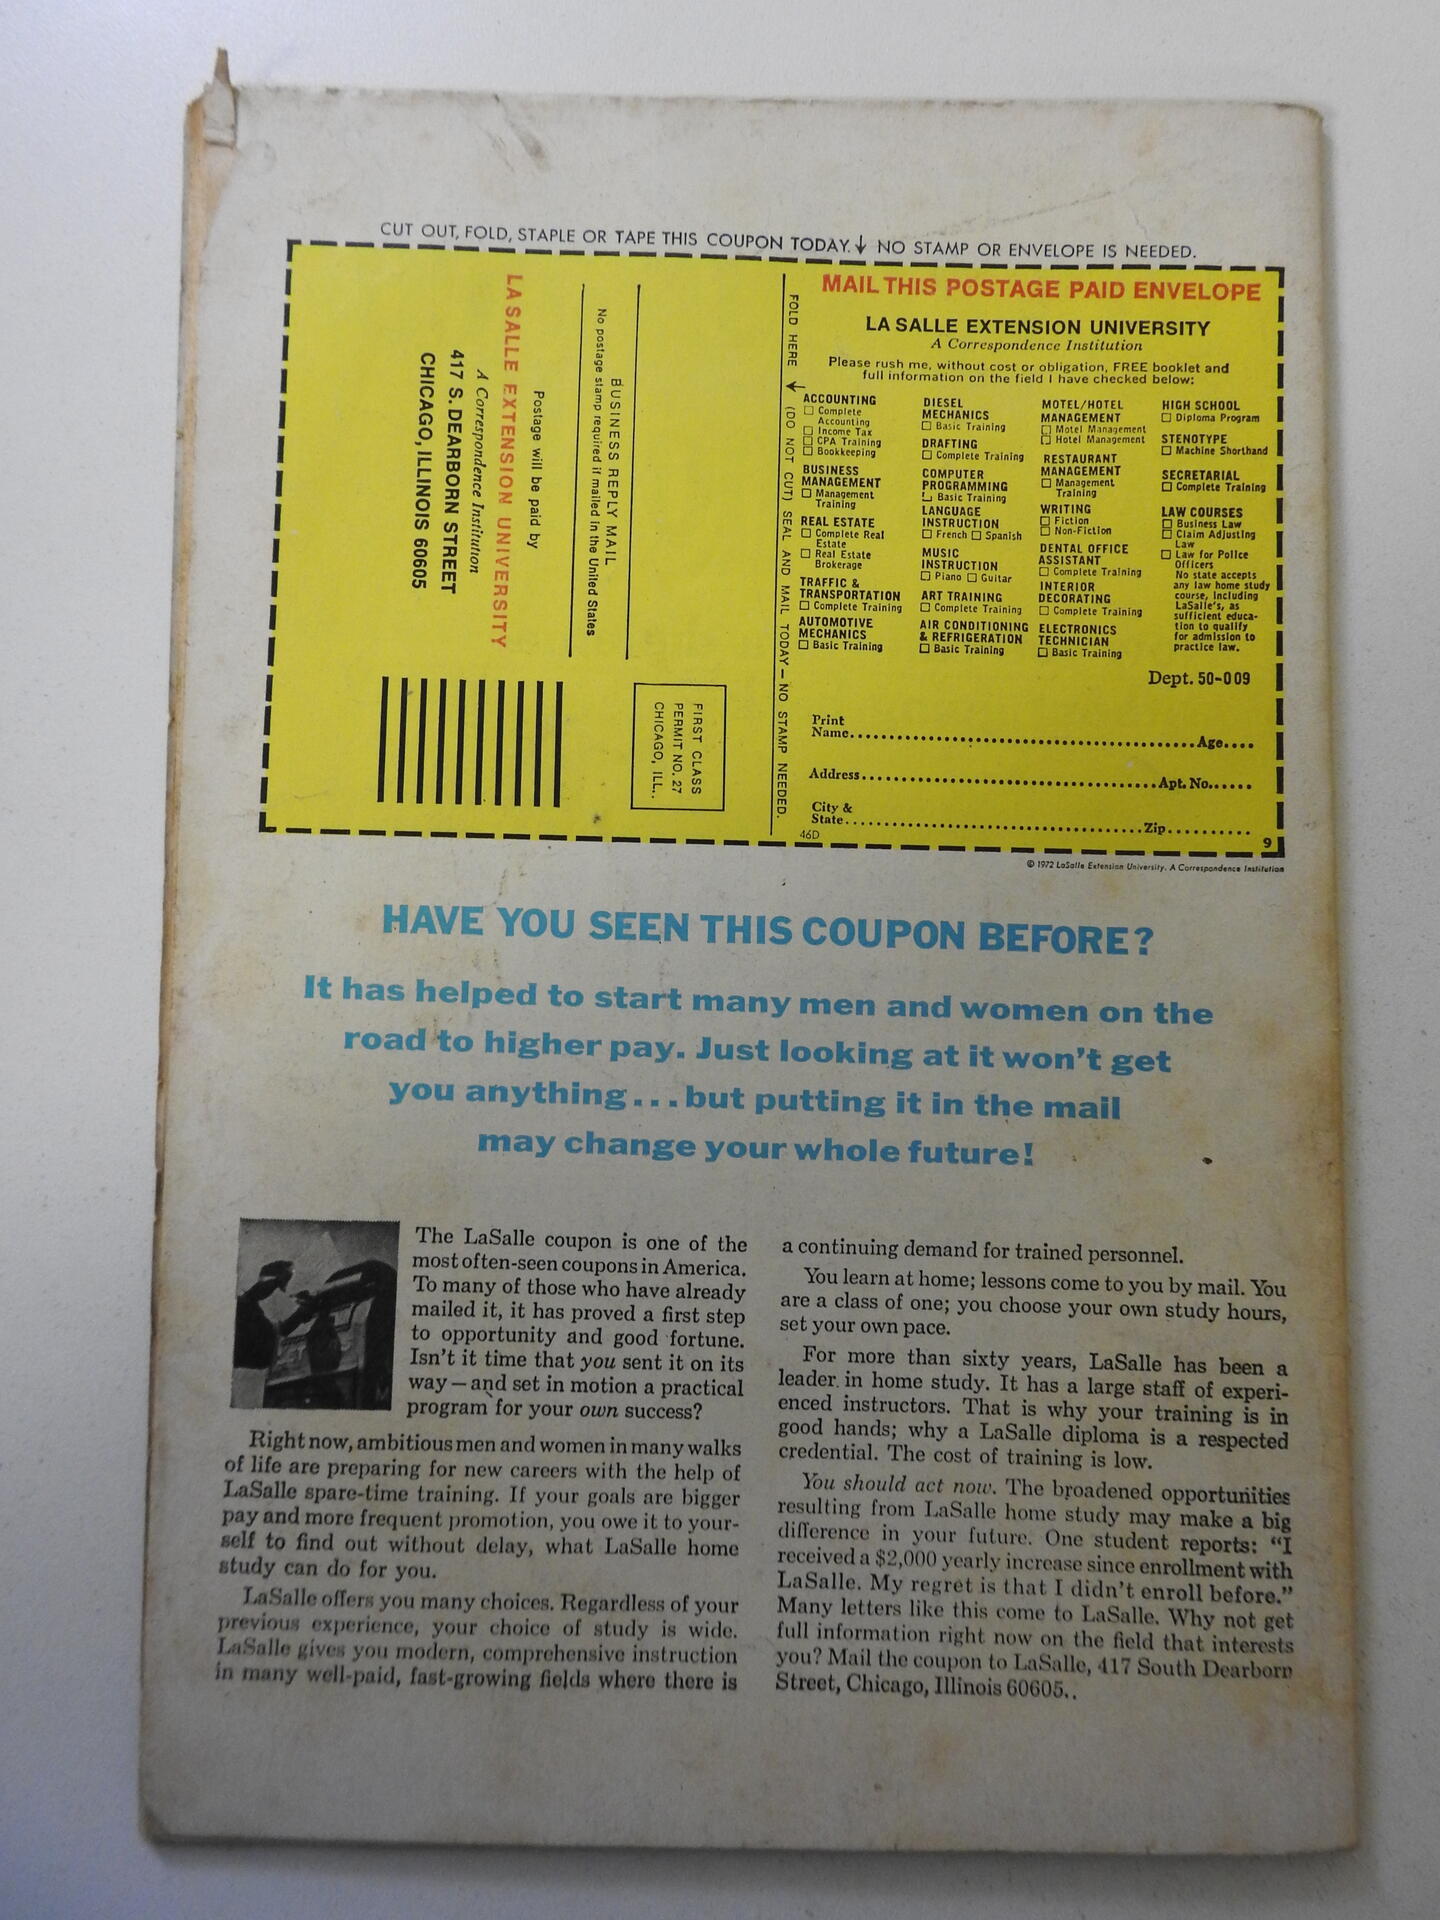 CUT OUT, FOLD, STAPLE OR TAPE THIS COUPON TODAY.↓ NO STAMP OR ENVELOPE IS NEEDED.
LA SALLE EXTENSION UNIVERSITY
A Correspondence Institution
417 S. DEARBORN STREET
CHICAGO, ILLINOIS 60605
Postage will be paid by
BUSINESS REPLY MAIL
No postage stamp required if mailed in the United States
FIRST CLASS
PERMIT NO. 27
CHICAGO, ILL..
FOLD HERE ↓ (DO NOT CUT) SEAL AND MAIL TODAY — NO STAMP NEEDED.
MAIL THIS POSTAGE PAID ENVELOPE
LA SALLE EXTENSION UNIVERSITY
A Correspondence Institution
Please rush me, without cost or obligation, FREE booklet and
full information on the field I have checked below:
ACCOUNTING
☐ Complete
Accounting
☐ Income Tax
☐ CPA Training
☐ Bookkeeping
BUSINESS
MANAGEMENT
☐ Management
Training
REAL ESTATE
☐ Complete Real
Estate
☐ Real Estate
Brokerage
TRAFFIC &
TRANSPORTATION
☐ Complete Training
AUTOMOTIVE
MECHANICS
☐ Basic Training
DIESEL
MECHANICS
☐ Basic Training
DRAFTING
☐ Complete Training
COMPUTER
PROGRAMMING
☐ Basic Training
LANGUAGE
INSTRUCTION
☐ French ☐ Spanish
MUSIC
INSTRUCTION
☐ Piano ☐ Guitar
ART TRAINING
☐ Complete Training
AIR CONDITIONING
& REFRIGERATION
☐ Basic Training
MOTEL/HOTEL
MANAGEMENT
☐ Motel Management
☐ Hotel Management
RESTAURANT
MANAGEMENT
☐ Management
Training
WRITING
☐ Fiction
☐ Non-Fiction
DENTAL OFFICE
ASSISTANT
☐ Complete Training
INTERIOR
DECORATING
☐ Complete Training
ELECTRONICS
TECHNICIAN
☐ Basic Training
HIGH SCHOOL
☐ Diploma Program
STENOTYPE
☐ Machine Shorthand
SECRETARIAL
☐ Complete Training
LAW COURSES
☐ Business Law
☐ Claim Adjusting
Law
☐ Law for Police
Officers
No state accepts
any law home study
course, including
LaSalle's, as
sufficient educa-
tion to qualify
for admission to
practice law.
Dept. 50-009
Print
Name..........Age....
Address..........Apt. No......
City &
State..........Zip..........
46D
9
© 1972 LaSalle Extension University. A Correspondence Institution
HAVE YOU SEEN THIS COUPON BEFORE?
It has helped to start many men and women on the
road to higher pay. Just looking at it won't get
you anything...but putting it in the mail
may change your whole future!
The LaSalle coupon is one of the
most often-seen coupons in America.
To many of those who have already
mailed it, it has proved a first step
to opportunity and good fortune.
Isn't it time that you sent it on its
way—and set in motion a practical
program for your own success?
Right now, ambitious men and women in many walks
of life are preparing for new careers with the help of
LaSalle spare-time training. If your goals are bigger
pay and more frequent promotion, you owe it to your-
self to find out without delay, what LaSalle home
study can do for you.
LaSalle offers you many choices. Regardless of your
previous experience, your choice of study is wide.
LaSalle gives you modern, comprehensive instruction
in many well-paid, fast-growing fields where there is
a continuing demand for trained personnel.
You learn at home; lessons come to you by mail. You
are a class of one; you choose your own study hours,
set your own pace.
For more than sixty years, LaSalle has been a
leader in home study. It has a large staff of experi-
enced instructors. That is why your training is in
good hands; why a LaSalle diploma is a respected
credential. The cost of training is low.
You should act now. The broadened opportunities
resulting from LaSalle home study may make a big
difference in your future. One student reports: "I
received a $2,000 yearly increase since enrollment with
LaSalle. My regret is that I didn't enroll before."
Many letters like this come to LaSalle. Why not get
full information right now on the field that interests
you? Mail the coupon to LaSalle, 417 South Dearborn
Street, Chicago, Illinois 60605..